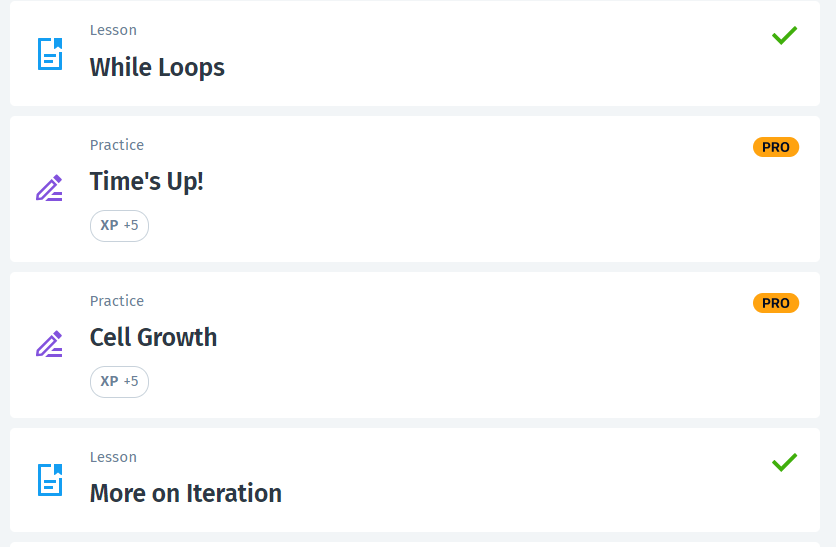 Lesson
While Loops
Practice
PRO
Time's Up!
XP +5
Practice
PRO
Cell Growth
XP +5
Lesson
More on Iteration